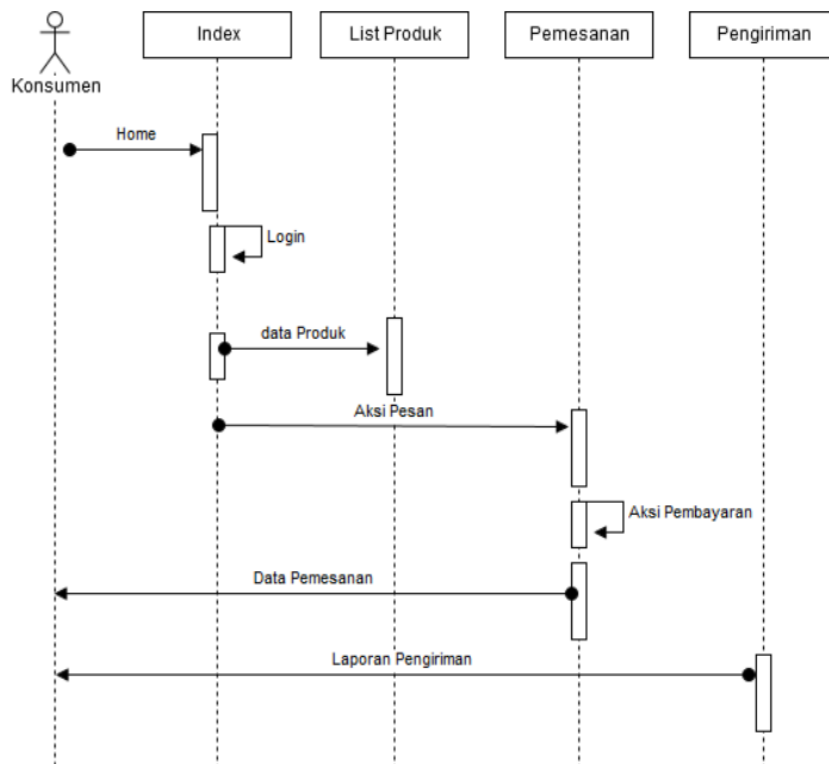 Index
List Produk
Pemesanan
Pengiriman
Konsumen
Home
Login
data Produk
Aksi Pesan
Aksi Pembayaran
Data Pemesanan
Laporan Pengiriman